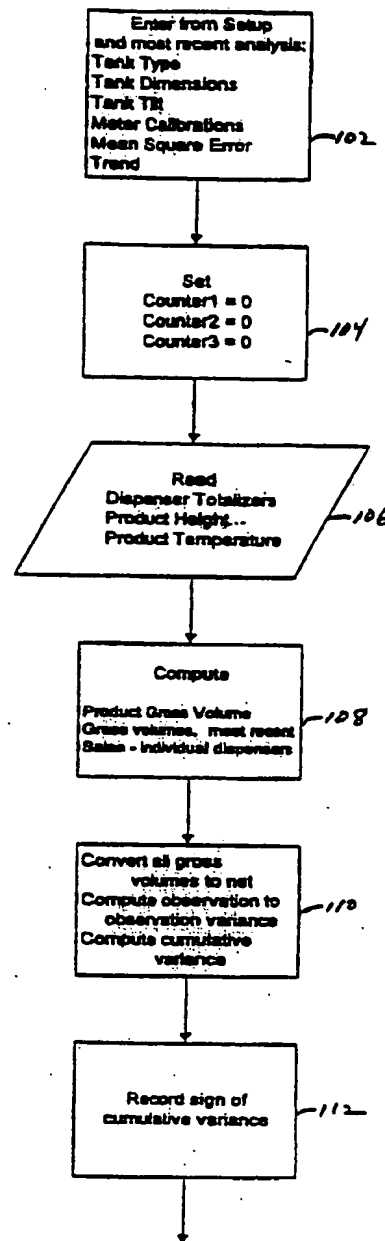 Enter from Setup
and most recent analysis:
Tank Type
Tank Dimensions
Tank Tilt
Meter Calibrations
Mean Square Error
Trend
102
Set
Counter1 = 0
Counter2 = 0
Counter3 = 0
104
Read
Dispenser Totalizers
Product Height...
Product Temperature
106
Compute
Product Gross Volume
Gross volumes, most recent
Sales - individual dispensers
108
Convert all gross
volumes to net
Compute observation to
observation variance
Compute cumulative
variance
110
Record sign of
cumulative variance
112